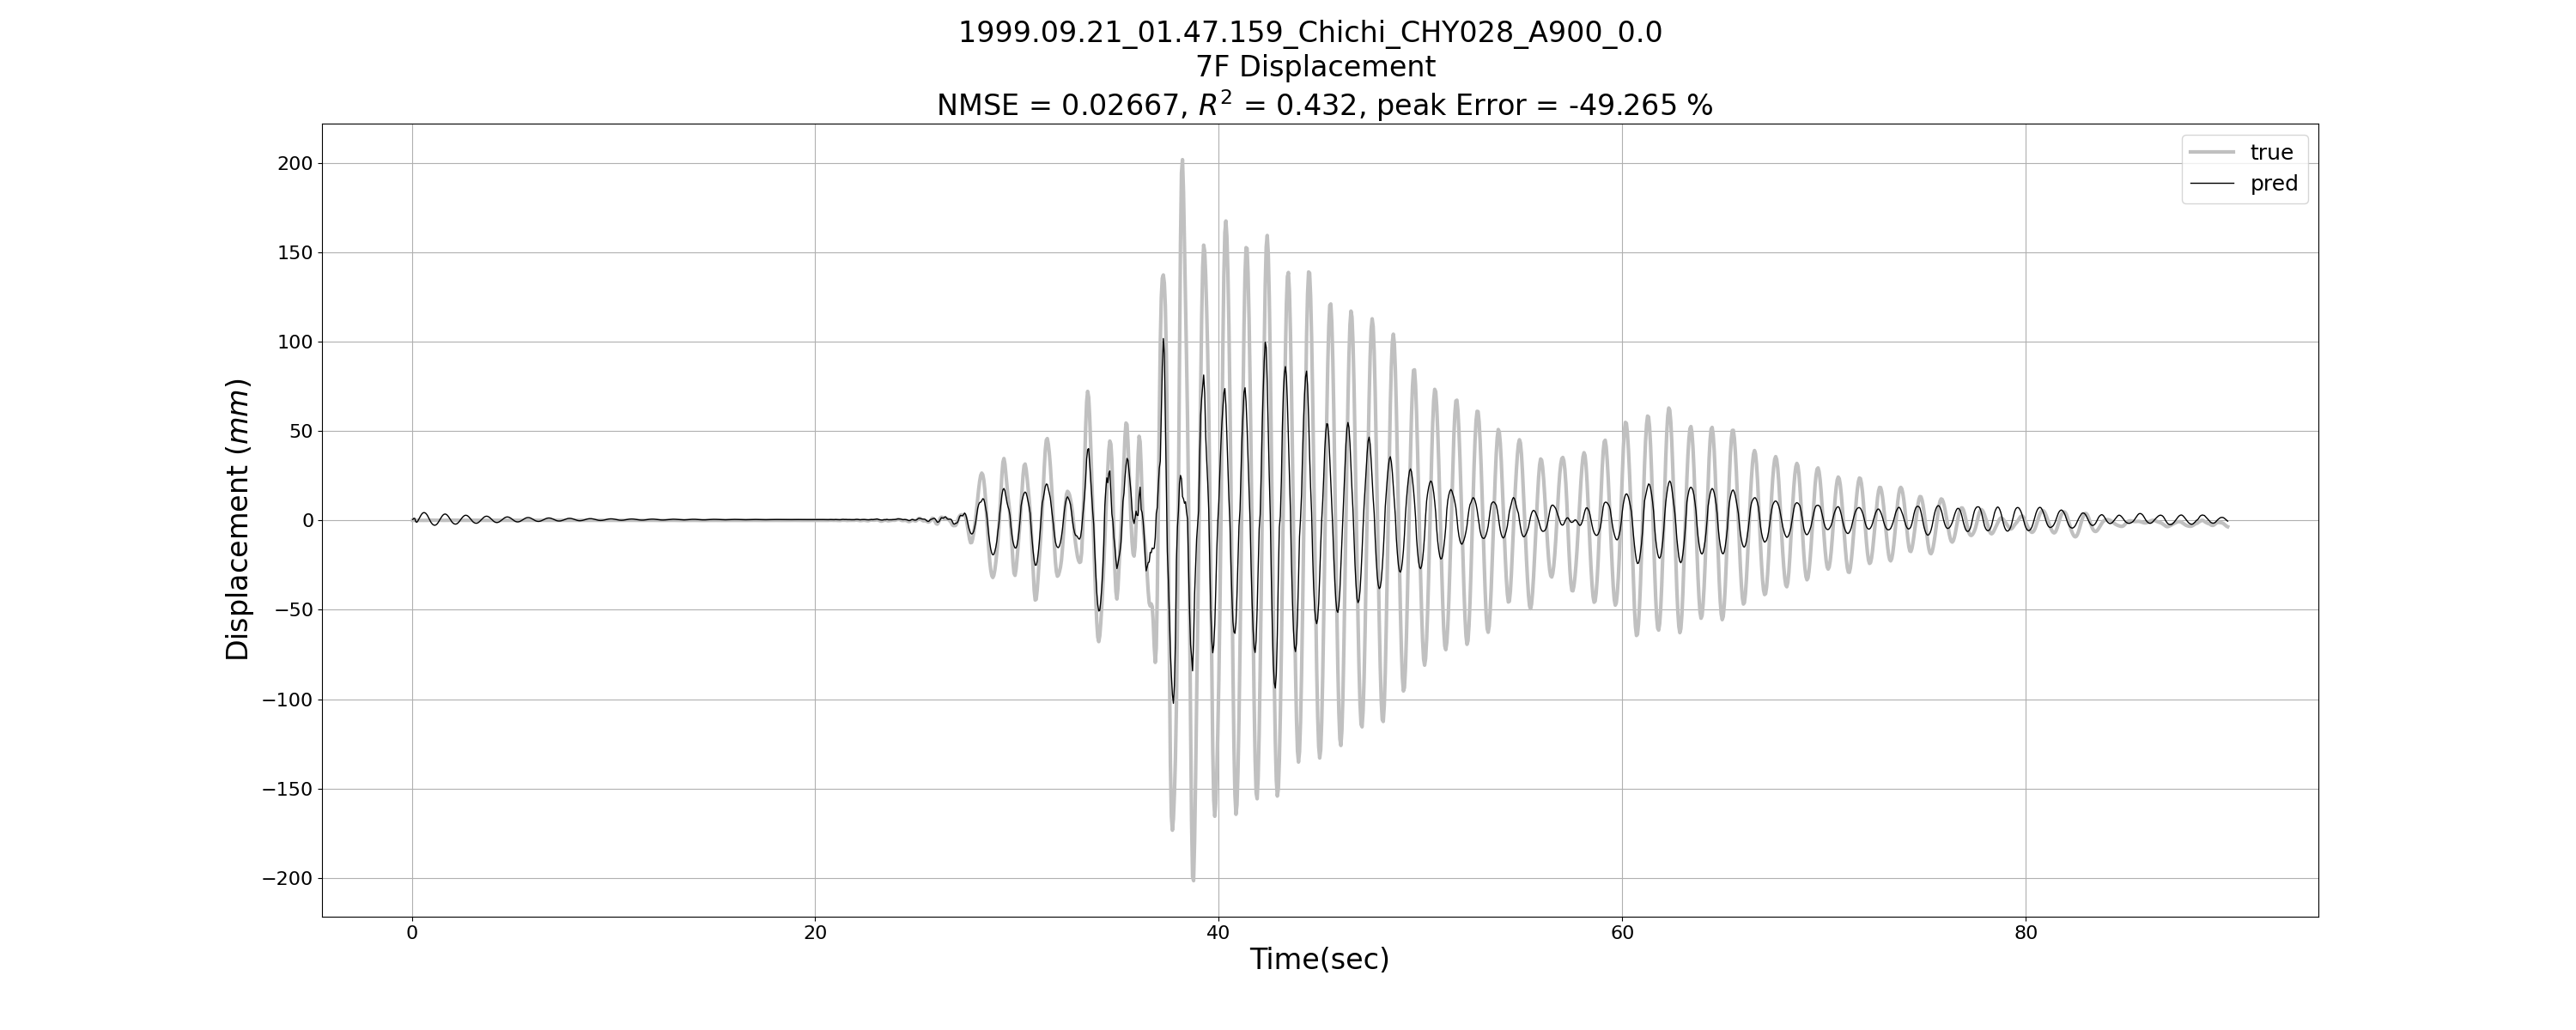 1999.09.21_01.47.159_Chichi_CHY028_A900_0.0
7F Displacement
NMSE = 0.02667, R² = 0.432, peak Error = -49.265 %
true
pred
200
150
100
50
0
−50
−100
−150
−200
Displacement (mm)
0 20 40 60 80
Time(sec)